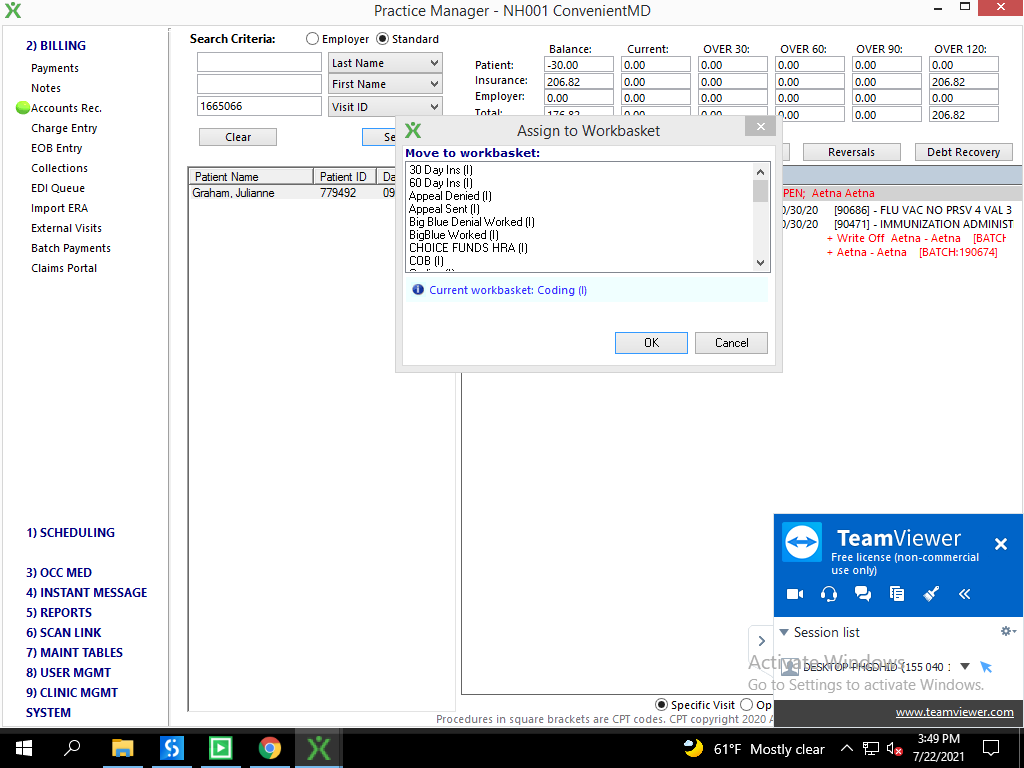 Practice Manager - NH001 ConvenientMD
2) BILLING
Payments
Notes
Accounts Rec.
Charge Entry
EOB Entry
Collections
EDI Queue
Import ERA
External Visits
Batch Payments
Claims Portal
1) SCHEDULING
3) OCC MED
4) INSTANT MESSAGE
5) REPORTS
6) SCAN LINK
7) MAINT TABLES
8) USER MGMT
9) CLINIC MGMT
SYSTEM
Search Criteria: Employer Standard
Last Name
First Name
1665066 Visit ID
Clear Se
Balance: Current: OVER 30: OVER 60: OVER 90: OVER 120:
Patient: -30.00 0.00 0.00 0.00 0.00 0.00
Insurance: 206.82 0.00 0.00 0.00 0.00 206.82
Employer: 0.00 0.00 0.00 0.00 0.00 0.00
Total: 176.82 0.00 0.00 0.00 0.00 206.82
Reversals Debt Recovery
Patient Name Patient ID Da
Graham, Julianne 779492 09
PEN; Aetna Aetna
0/30/20 [90686] - FLU VAC NO PRSV 4 VAL 3
0/30/20 [90471] - IMMUNIZATION ADMINIST
+ Write Off Aetna - Aetna [BATCH
+ Aetna - Aetna [BATCH:190674]
Assign to Workbasket
Move to workbasket:
30 Day Ins (I)
60 Day Ins (I)
Appeal Denied (I)
Appeal Sent (I)
Big Blue Denial Worked (I)
BigBlue Worked (I)
CHOICE FUNDS HRA (I)
COB (I)
Coding (I)
Current workbasket: Coding (I)
OK Cancel
TeamViewer
Free license (non-commercial
use only)
Session list
DESKTOP-PHGDHLD (155 040 :
Activate Windows
Go to Settings to activate Windows.
www.teamviewer.com
Specific Visit Op
Procedures in square brackets are CPT codes. CPT copyright 2020 A
61°F Mostly clear
3:49 PM
7/22/2021